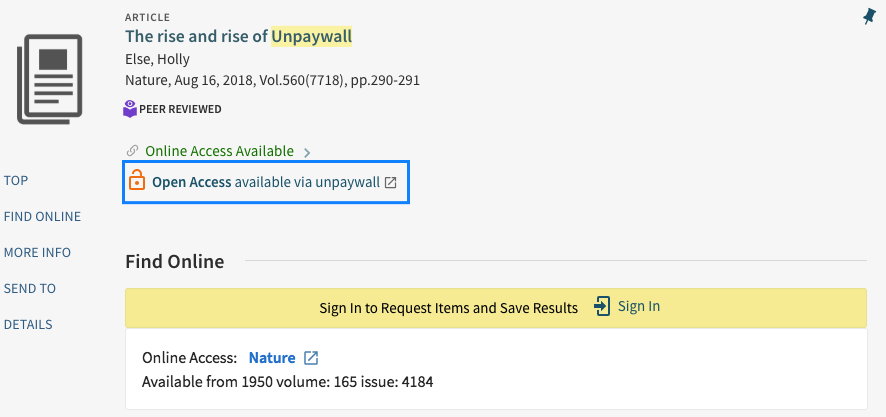 ARTICLE
The rise and rise of Unpaywall
Else, Holly
Nature, Aug 16, 2018, Vol.560(7718), pp.290-291
PEER REVIEWED
Online Access Available
Open Access available via unpaywall
TOP
FIND ONLINE
MORE INFO
SEND TO
DETAILS
Find Online
Sign In to Request Items and Save Results Sign In
Online Access: Nature
Available from 1950 volume: 165 issue: 4184